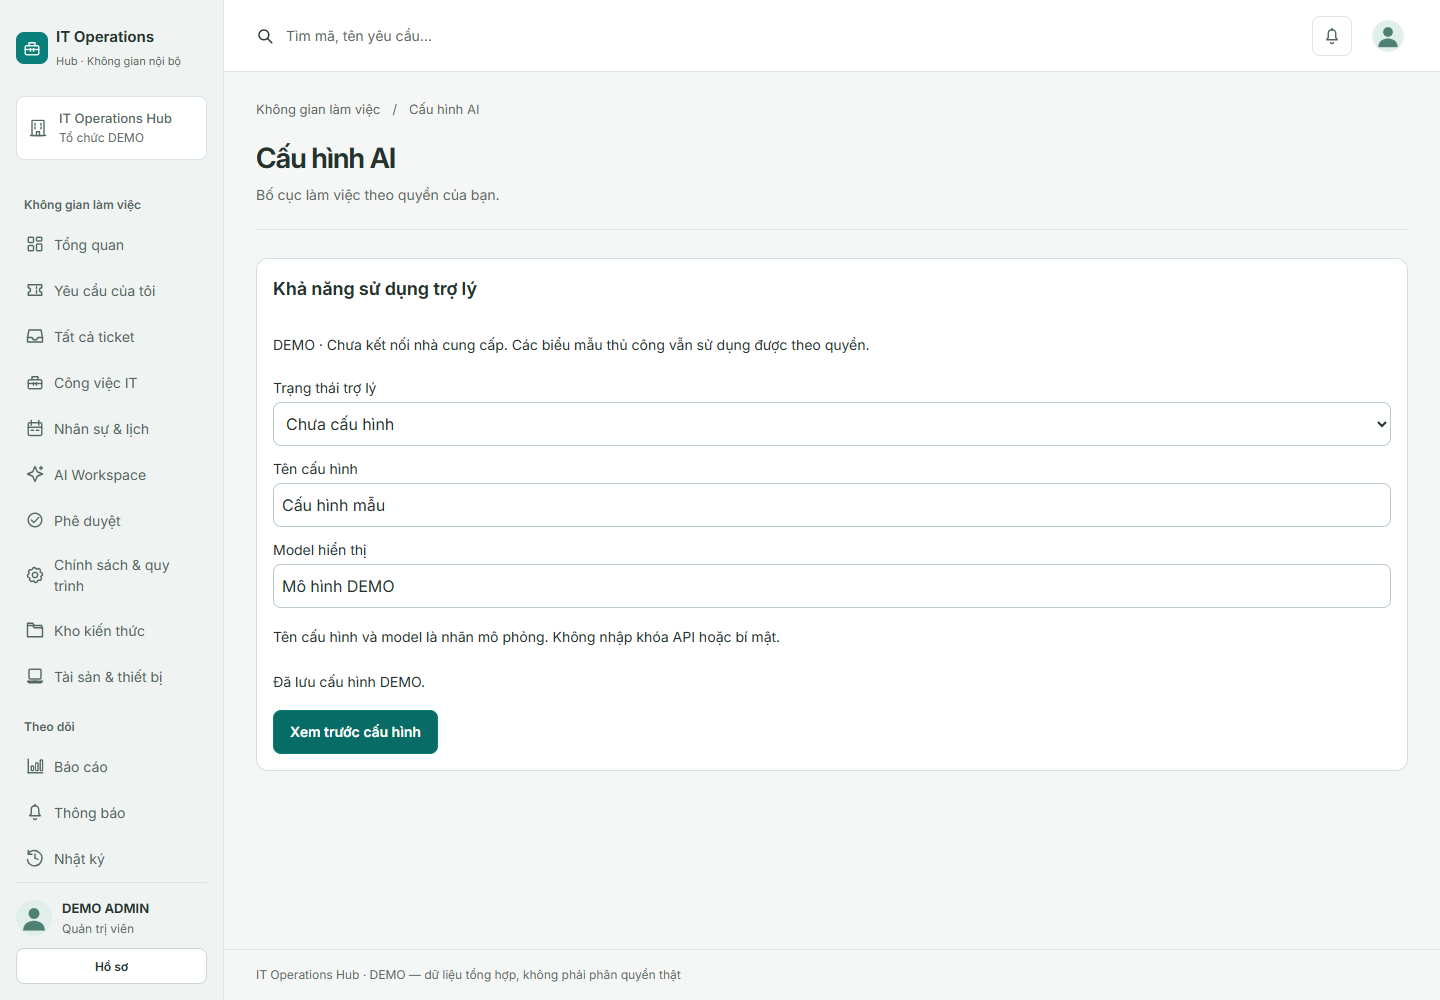 IT Operations
Hub · Không gian nội bộ
IT Operations Hub
Tổ chức DEMO
Không gian làm việc
Tổng quan
Yêu cầu của tôi
Tất cả ticket
Công việc IT
Nhân sự & lịch
AI Workspace
Phê duyệt
Chính sách & quy
trình
Kho kiến thức
Tài sản & thiết bị
Theo dõi
Báo cáo
Thông báo
Nhật ký
DEMO ADMIN
Quản trị viên
Hồ sơ
Tìm mã, tên yêu cầu...
Không gian làm việc / Cấu hình AI
Cấu hình AI
Bố cục làm việc theo quyền của bạn.
Khả năng sử dụng trợ lý
DEMO · Chưa kết nối nhà cung cấp. Các biểu mẫu thủ công vẫn sử dụng được theo quyền.
Trạng thái trợ lý
Chưa cấu hình
Tên cấu hình
Cấu hình mẫu
Model hiển thị
Mô hình DEMO
Tên cấu hình và model là nhãn mô phỏng. Không nhập khóa API hoặc bí mật.
Đã lưu cấu hình DEMO.
Xem trước cấu hình
IT Operations Hub · DEMO — dữ liệu tổng hợp, không phải phân quyền thật